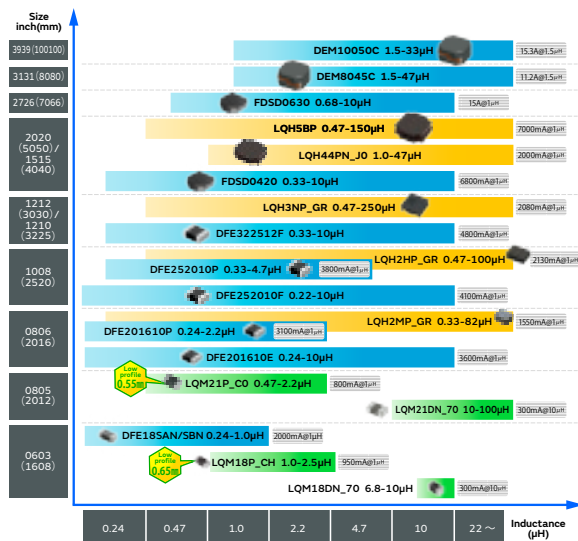 Size
inch(mm)
3939(100100)
DEM10050C 1.5-33μH
15.3A@1.5μH
3131(8080)
DEM8045C 1.5-47μH
11.2A@1.5μH
2726(7066)
FDSD0630 0.68-10μH
15A@1μH
2020
(5050)/
1515
(4040)
LQH5BP 0.47-150μH
7000mA@1μH
LQH44PN_J0 1.0-47μH
2000mA@1μH
FDSD0420 0.33-10μH
6800mA@1μH
1212
(3030)/
1210
(3225)
LQH3NP_GR 0.47-250μH
2080mA@1μH
DFE322512F 0.33-10μH
4800mA@1μH
1008
(2520)
LQH2HP_GR 0.47-100μH
2130mA@1μH
DFE252010P 0.33-4.7μH
3800mA@1μH
DFE252010F 0.22-10μH
4100mA@1μH
0806
(2016)
LQH2MP_GR 0.33-82μH
1550mA@1μH
DFE201610P 0.24-2.2μH
3100mA@1μH
DFE201610E 0.24-10μH
3600mA@1μH
0805
(2012)
Low
profile
0.55mm
LQM21P_C0 0.47-2.2μH
800mA@1μH
LQM21DN_70 10-100μH
300mA@10μH
0603
(1608)
DFE18SAN/SBN 0.24-1.0μH
2000mA@1μH
Low
profile
0.65mm
LQM18P_CH 1.0-2.5μH
950mA@1μH
LQM18DN_70 6.8-10μH
300mA@10μH
0.24 0.47 1.0 2.2 4.7 10 22～
Inductance
(μH)